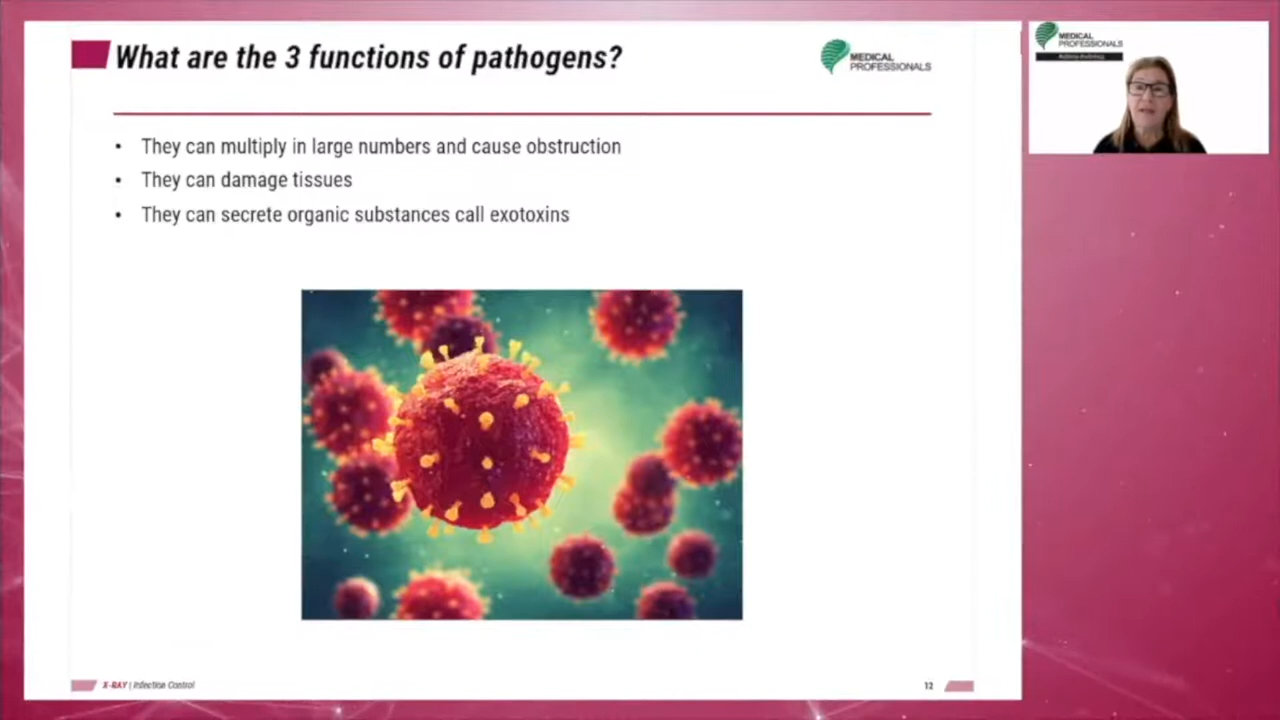 What are the 3 functions of pathogens?
MEDICAL
PROFESSIONALS
• They can multiply in large numbers and cause obstruction
• They can damage tissues
• They can secrete organic substances call exotoxins
X-RAY | Infection Control
12
MEDICAL
PROFESSIONALS